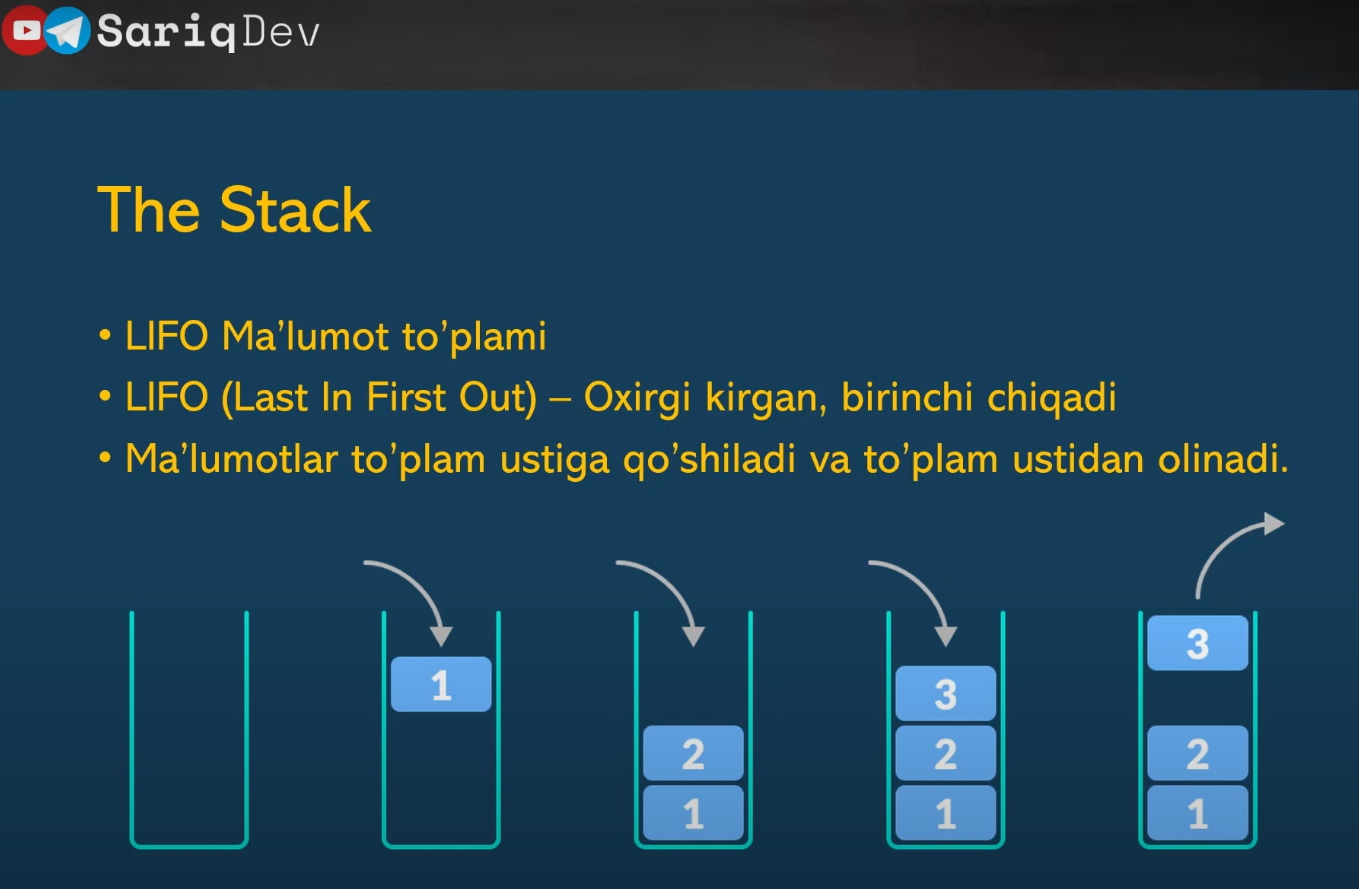 SariqDev
The Stack
• LIFO Ma’lumot to’plami
• LIFO (Last In First Out) – Oxirgi kirgan, birinchi chiqadi
• Ma’lumotlar to’plam ustiga qo’shiladi va to’plam ustidan olinadi.
1
2
1
3
2
1
3
2
1